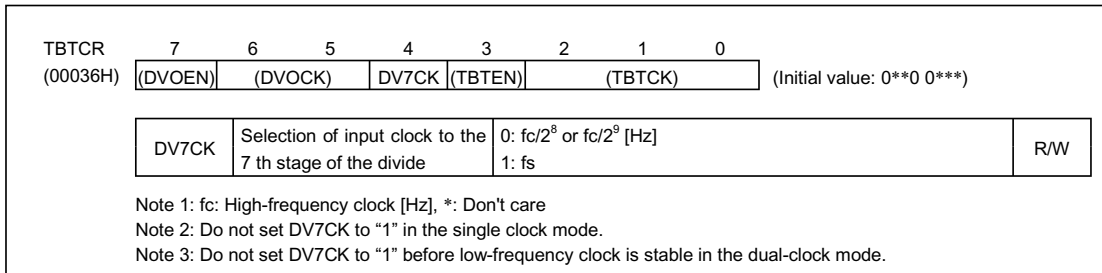 TBTCR 7 6 5 4 3 2 1 0
(00036H) (DVOEN) (DVOCK) DV7CK (TBTEN) (TBTCK) (Initial value: 0**0 0***)
DV7CK Selection of input clock to the 7 th stage of the divide 0: fc/2⁸ or fc/2⁹ [Hz] 1: fs R/W
Note 1: fc: High-frequency clock [Hz], *: Don't care
Note 2: Do not set DV7CK to “1” in the single clock mode.
Note 3: Do not set DV7CK to “1” before low-frequency clock is stable in the dual-clock mode.